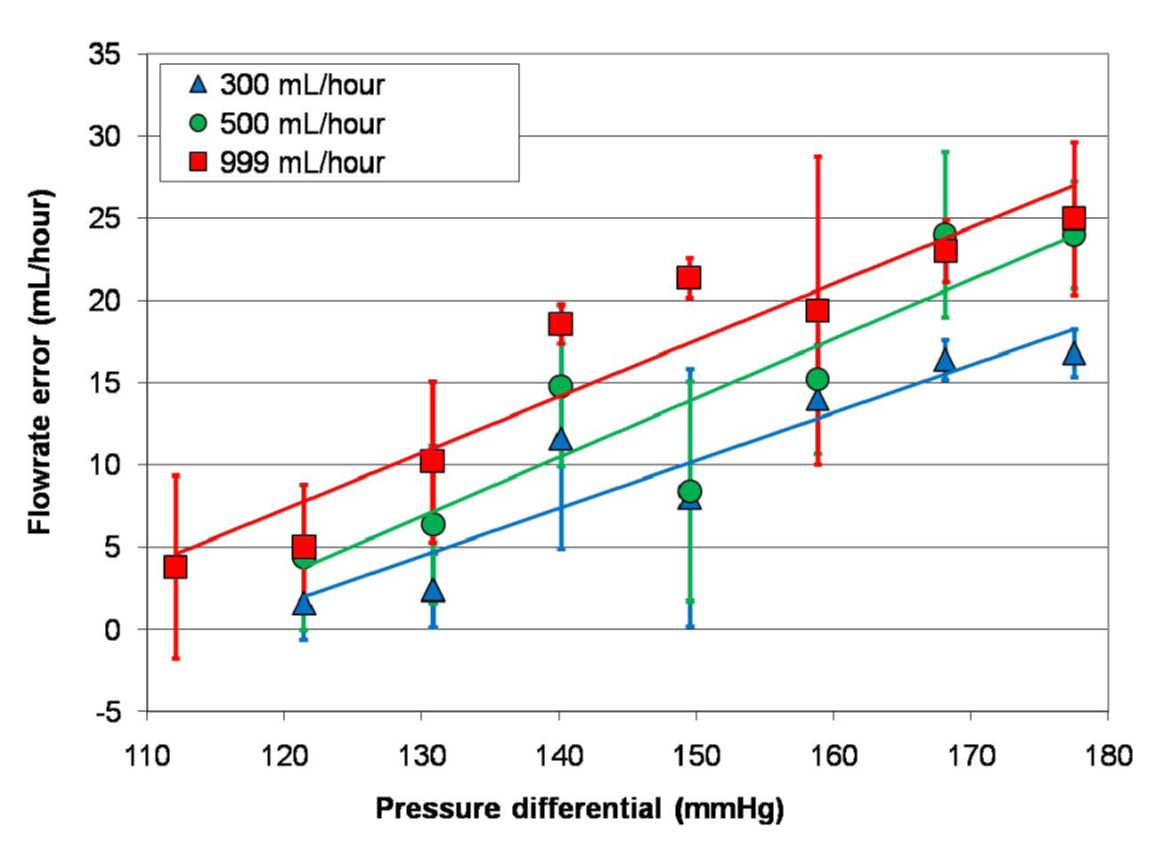 35
30
25
20
15
10
5
0
-5
300 mL/hour
500 mL/hour
999 mL/hour
Flowrate error (mL/hour)
110 120 130 140 150 160 170 180
Pressure differential (mmHg)